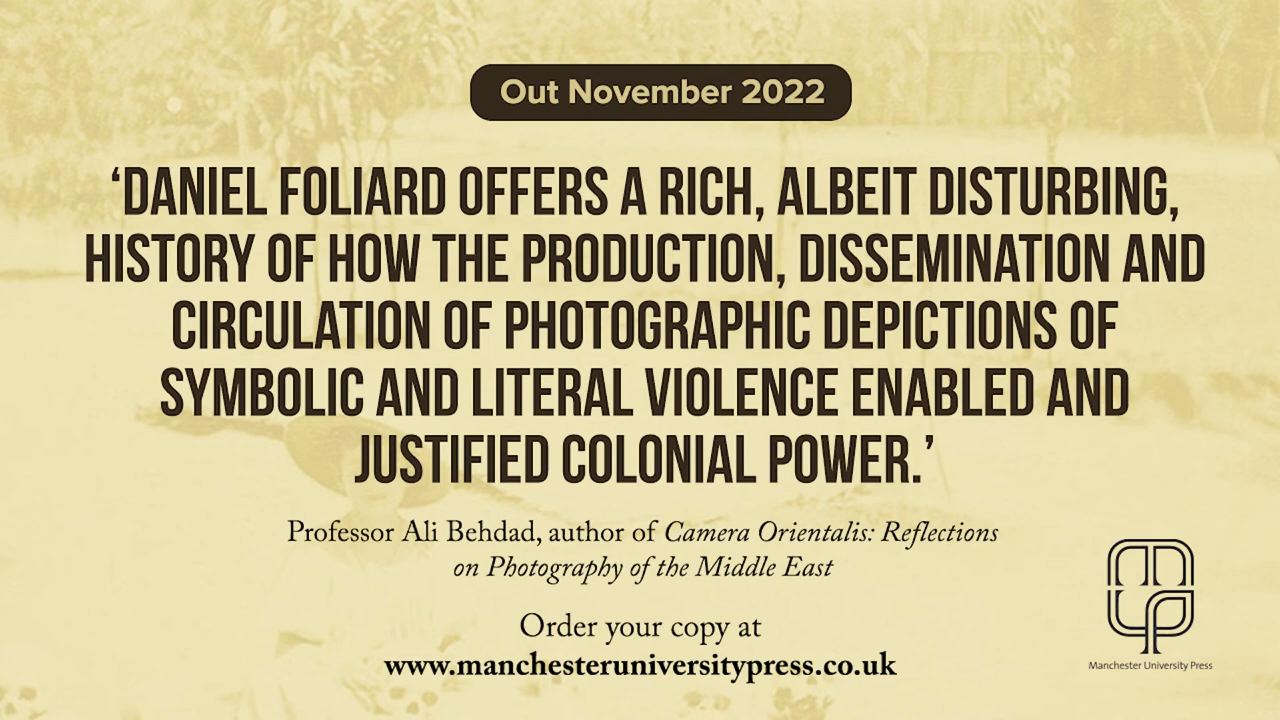 Out November 2022
‘DANIEL FOLIARD OFFERS A RICH, ALBEIT DISTURBING,
HISTORY OF HOW THE PRODUCTION, DISSEMINATION AND
CIRCULATION OF PHOTOGRAPHIC DEPICTIONS OF
SYMBOLIC AND LITERAL VIOLENCE ENABLED AND
JUSTIFIED COLONIAL POWER.’
Professor Ali Behdad, author of Camera Orientalis: Reflections
on Photography of the Middle East
Order your copy at
www.manchesteruniversitypress.co.uk
Manchester University Press